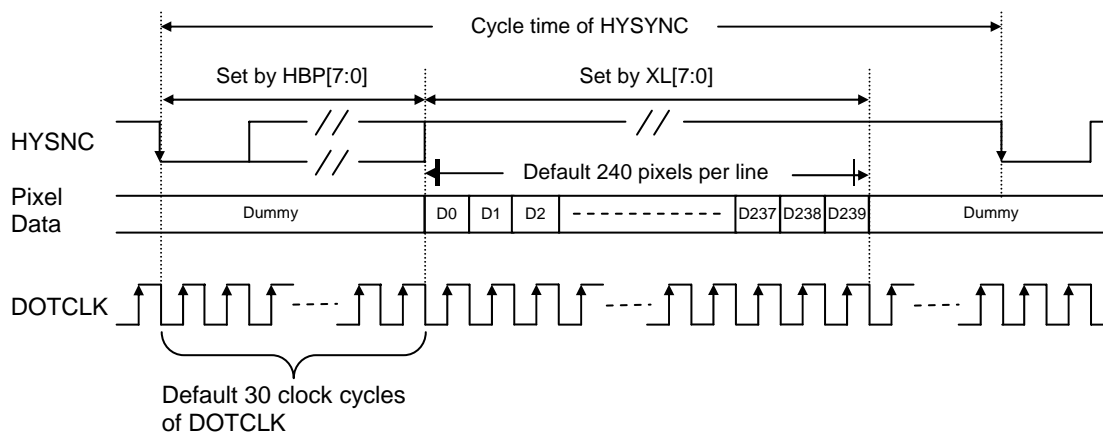 Cycle time of HYSYNC
Set by HBP[7:0]
Set by XL[7:0]
HYSNC
Default 240 pixels per line
Pixel
Data
Dummy
D0
D1
D2
D237
D238
D239
Dummy
DOTCLK
Default 30 clock cycles
of DOTCLK